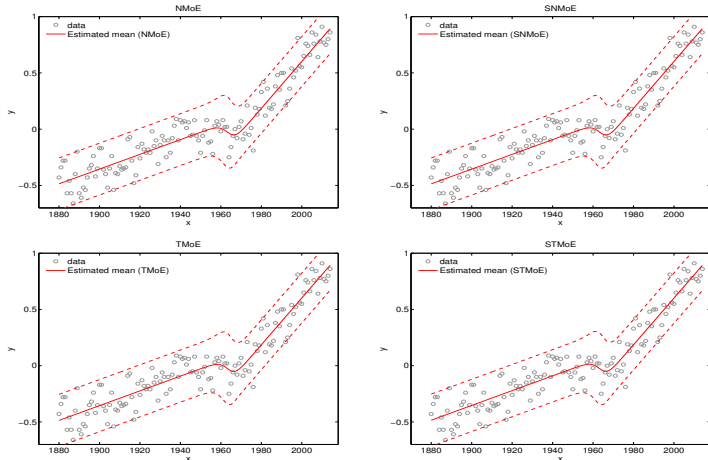 NMoE
data
Estimated mean (NMoE)
1
0.5
0
−0.5
y
1880 1900 1920 1940 1960 1980 2000
x
SNMoE
data
Estimated mean (SNMoE)
1
0.5
0
−0.5
y
1880 1900 1920 1940 1960 1980 2000
x
TMoE
data
Estimated mean (TMoE)
1
0.5
0
−0.5
y
1880 1900 1920 1940 1960 1980 2000
x
STMoE
data
Estimated mean (STMoE)
1
0.5
0
−0.5
y
1880 1900 1920 1940 1960 1980 2000
x